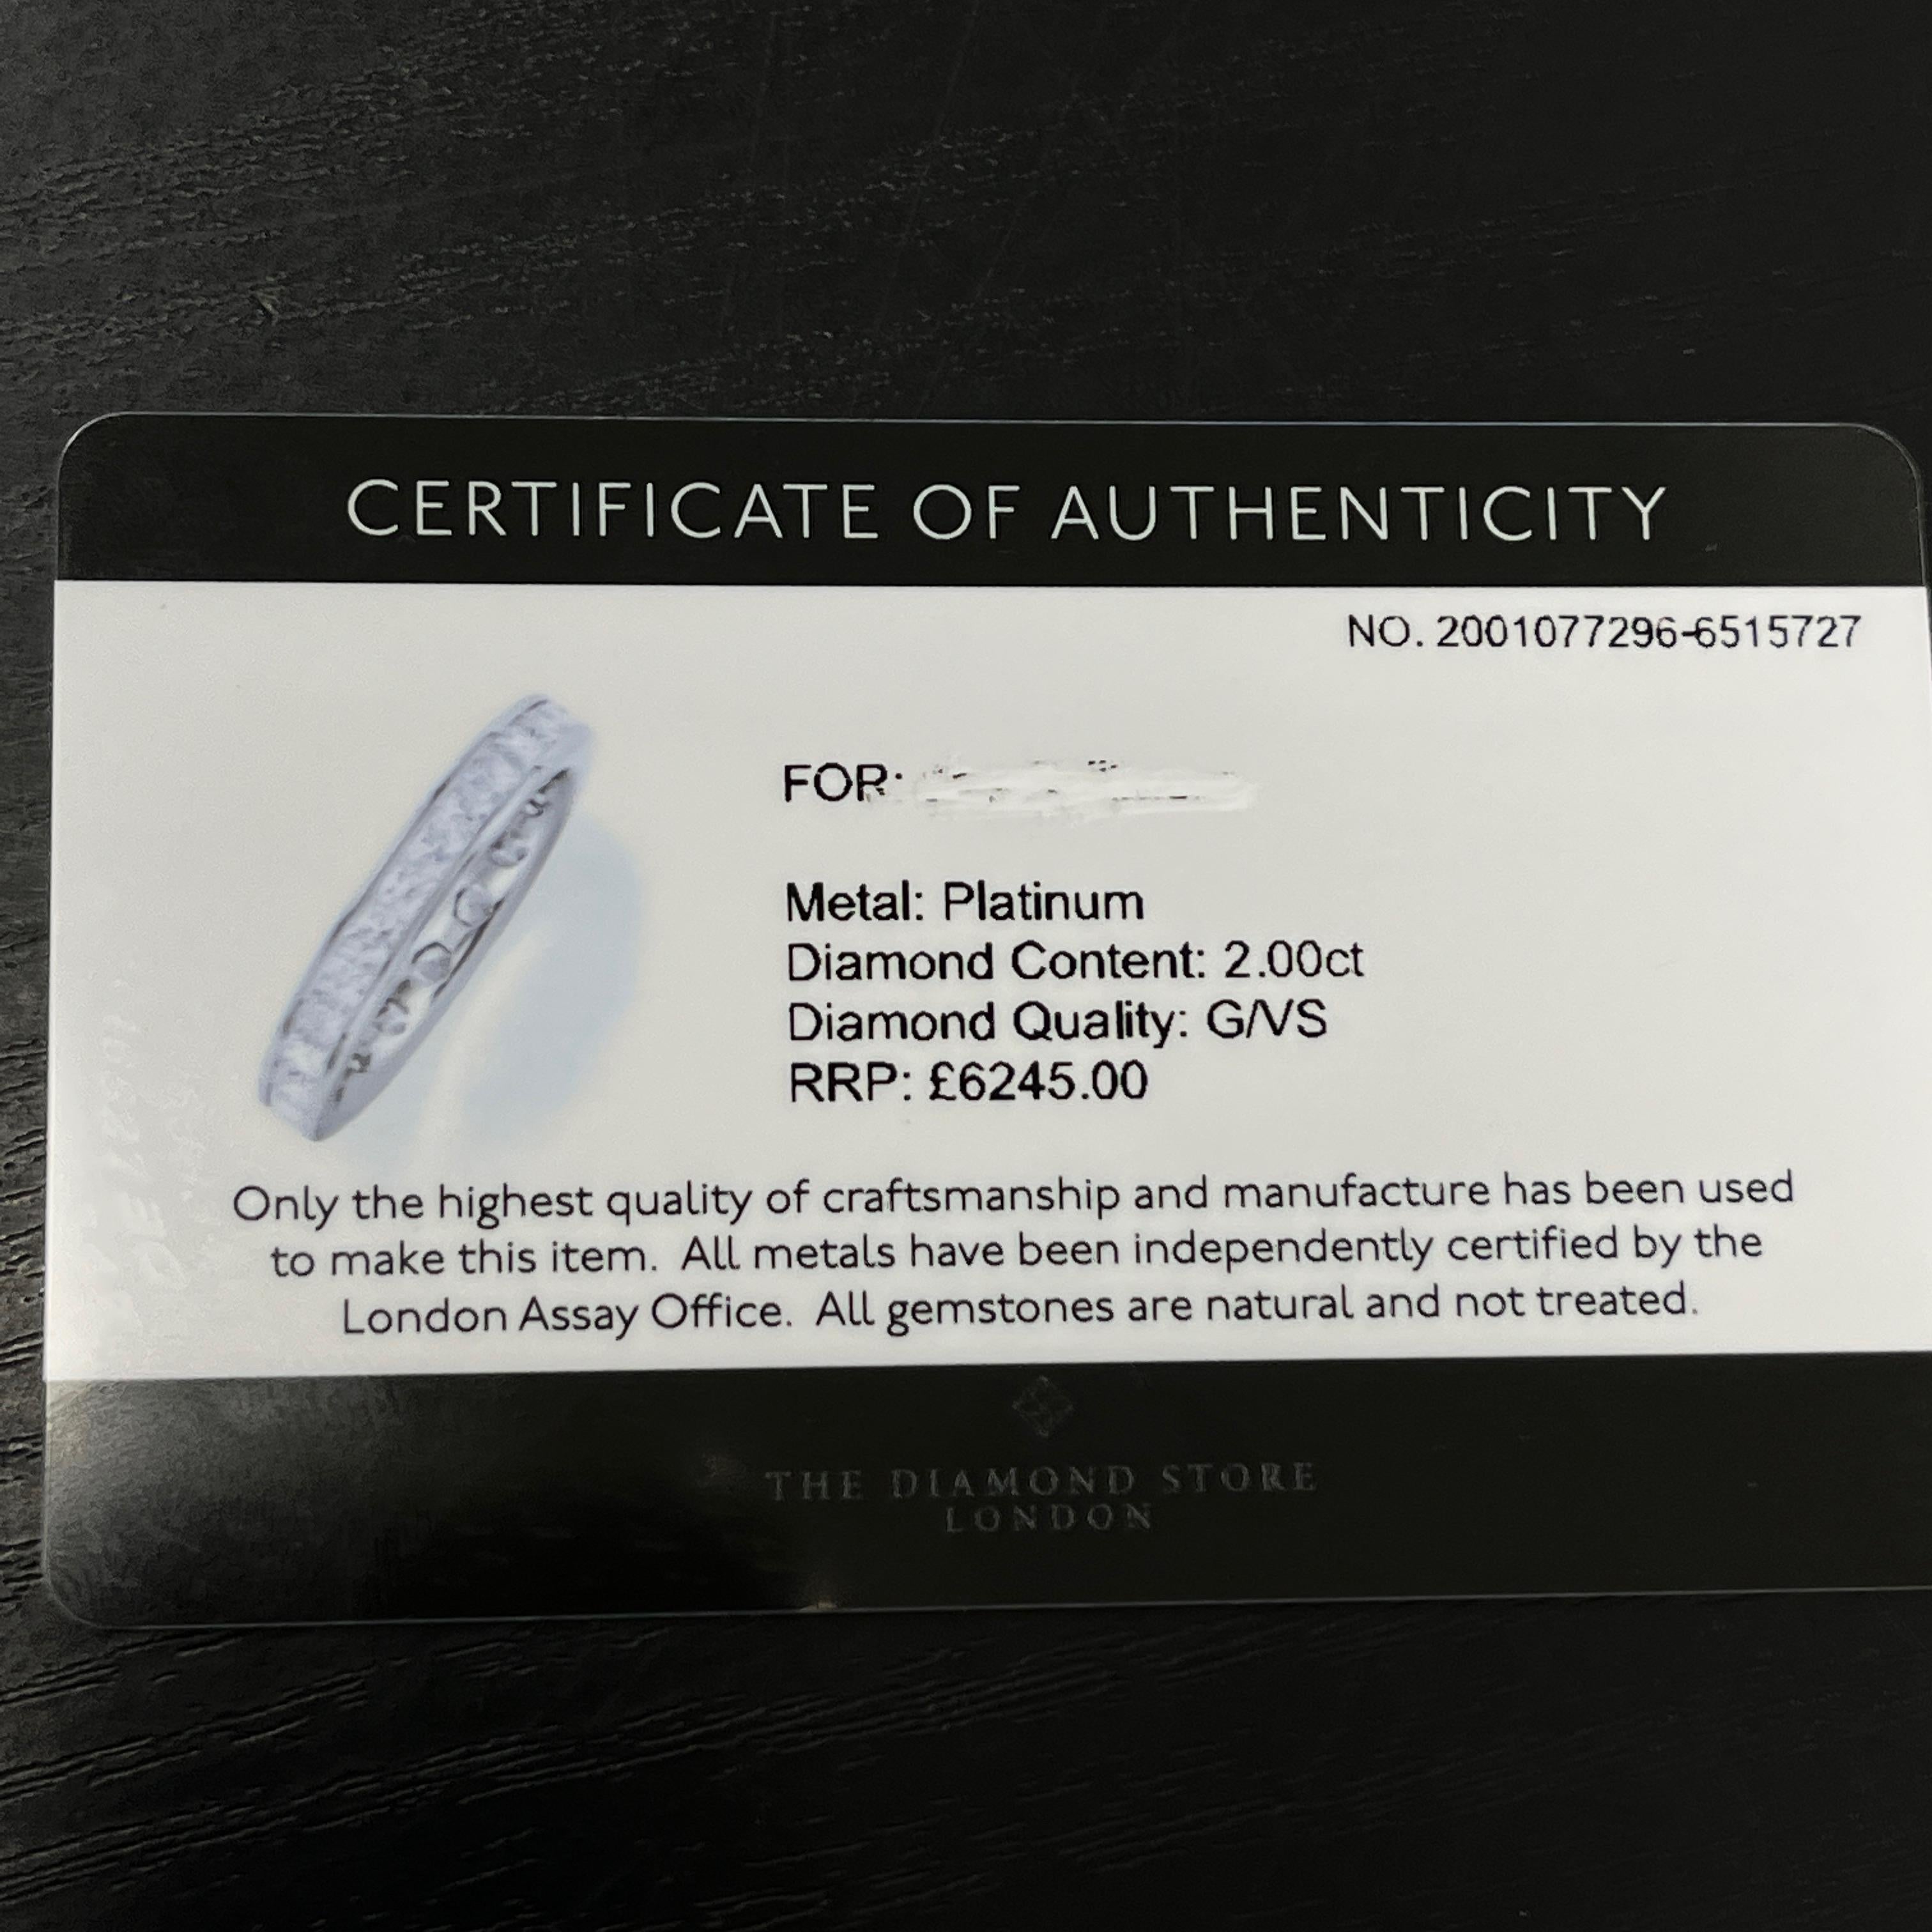 CERTIFICATE OF AUTHENTICITY
NO. 2001077296-6515727
FOR:
Metal: Platinum
Diamond Content: 2.00ct
Diamond Quality: G/VS
RRP: £6245.00
Only the highest quality of craftsmanship and manufacture has been used
to make this item. All metals have been independently certified by the
London Assay Office. All gemstones are natural and not treated.
THE DIAMOND STORE
LONDON